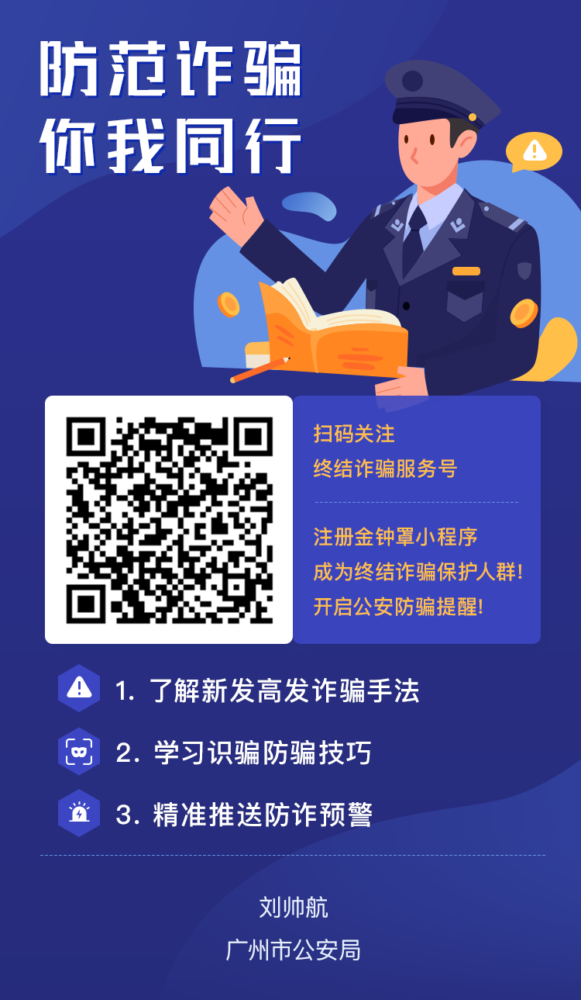 防范诈骗
你我同行
扫码关注
终结诈骗服务号
注册金钟罩小程序
成为终结诈骗保护人群!
开启公安防骗提醒!
1. 了解新发高发诈骗手法
2. 学习识骗防骗技巧
3. 精准推送防诈预警
刘帅航
广州市公安局